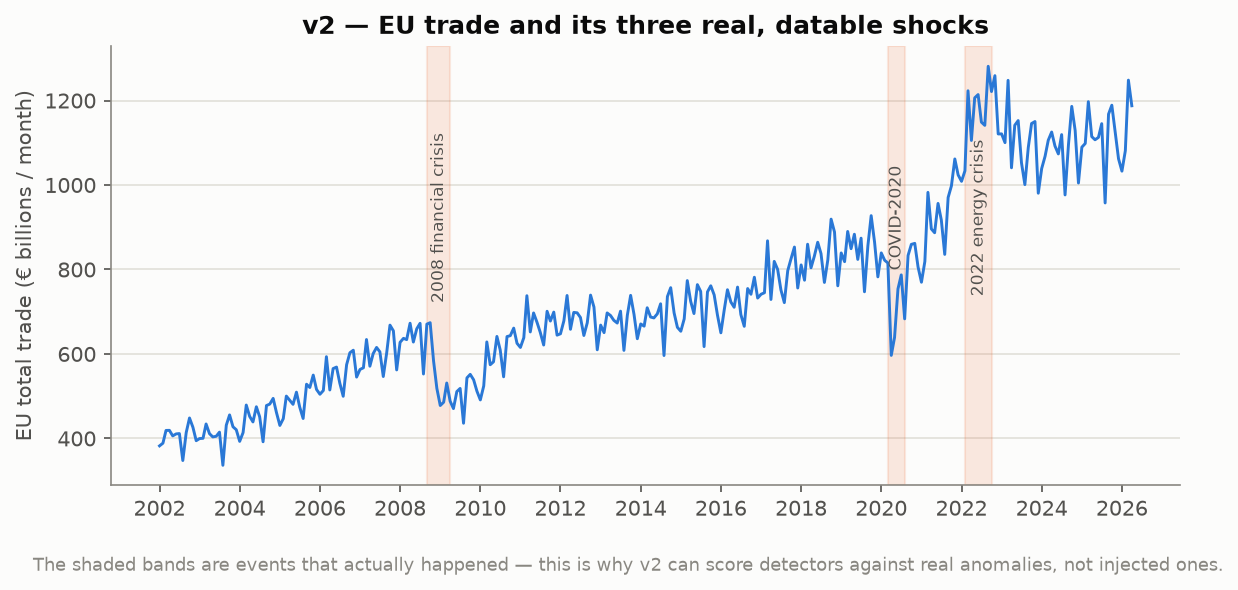 v2 — EU trade and its three real, datable shocks
EU total trade (€ billions / month)
1200
1000
800
600
400
2008 financial crisis
COVID-2020
2022 energy crisis
2002 2004 2006 2008 2010 2012 2014 2016 2018 2020 2022 2024 2026
The shaded bands are events that actually happened — this is why v2 can score detectors against real anomalies, not injected ones.